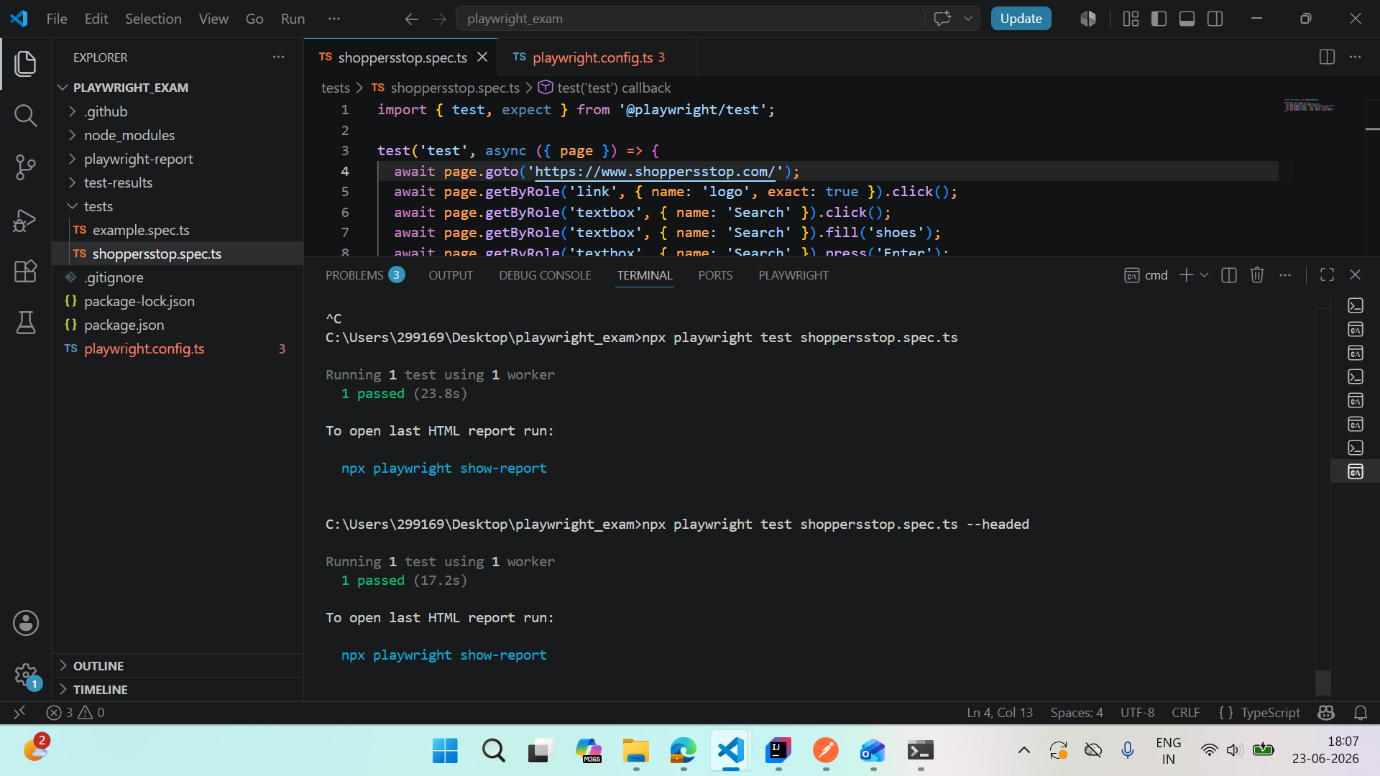 File Edit Selection View Go Run ··· playwright_exam Update
EXPLORER ···
PLAYWRIGHT_EXAM
.github
node_modules
playwright-report
test-results
tests
TS example.spec.ts
TS shoppersstop.spec.ts
.gitignore
{} package-lock.json
{} package.json
TS playwright.config.ts 3
OUTLINE
TIMELINE
TS shoppersstop.spec.ts TS playwright.config.ts 3
tests > TS shoppersstop.spec.ts > test('test') callback
1 import { test, expect } from '@playwright/test';
2
3 test('test', async ({ page }) => {
4 await page.goto('https://www.shoppersstop.com/');
5 await page.getByRole('link', { name: 'logo', exact: true }).click();
6 await page.getByRole('textbox', { name: 'Search' }).click();
7 await page.getByRole('textbox', { name: 'Search' }).fill('shoes');
8 await page.getByRole('textbox', { name: 'Search' }).press('Enter');
PROBLEMS 3 OUTPUT DEBUG CONSOLE TERMINAL PORTS PLAYWRIGHT cmd
^C
C:\Users\299169\Desktop\playwright_exam>npx playwright test shoppersstop.spec.ts
Running 1 test using 1 worker
1 passed (23.8s)
To open last HTML report run:
npx playwright show-report
C:\Users\299169\Desktop\playwright_exam>npx playwright test shoppersstop.spec.ts --headed
Running 1 test using 1 worker
1 passed (17.2s)
To open last HTML report run:
npx playwright show-report
1
3 0 Ln 4, Col 13 Spaces: 4 UTF-8 CRLF {} TypeScript
2 M365 ENG 18:07
IN 23-06-2026